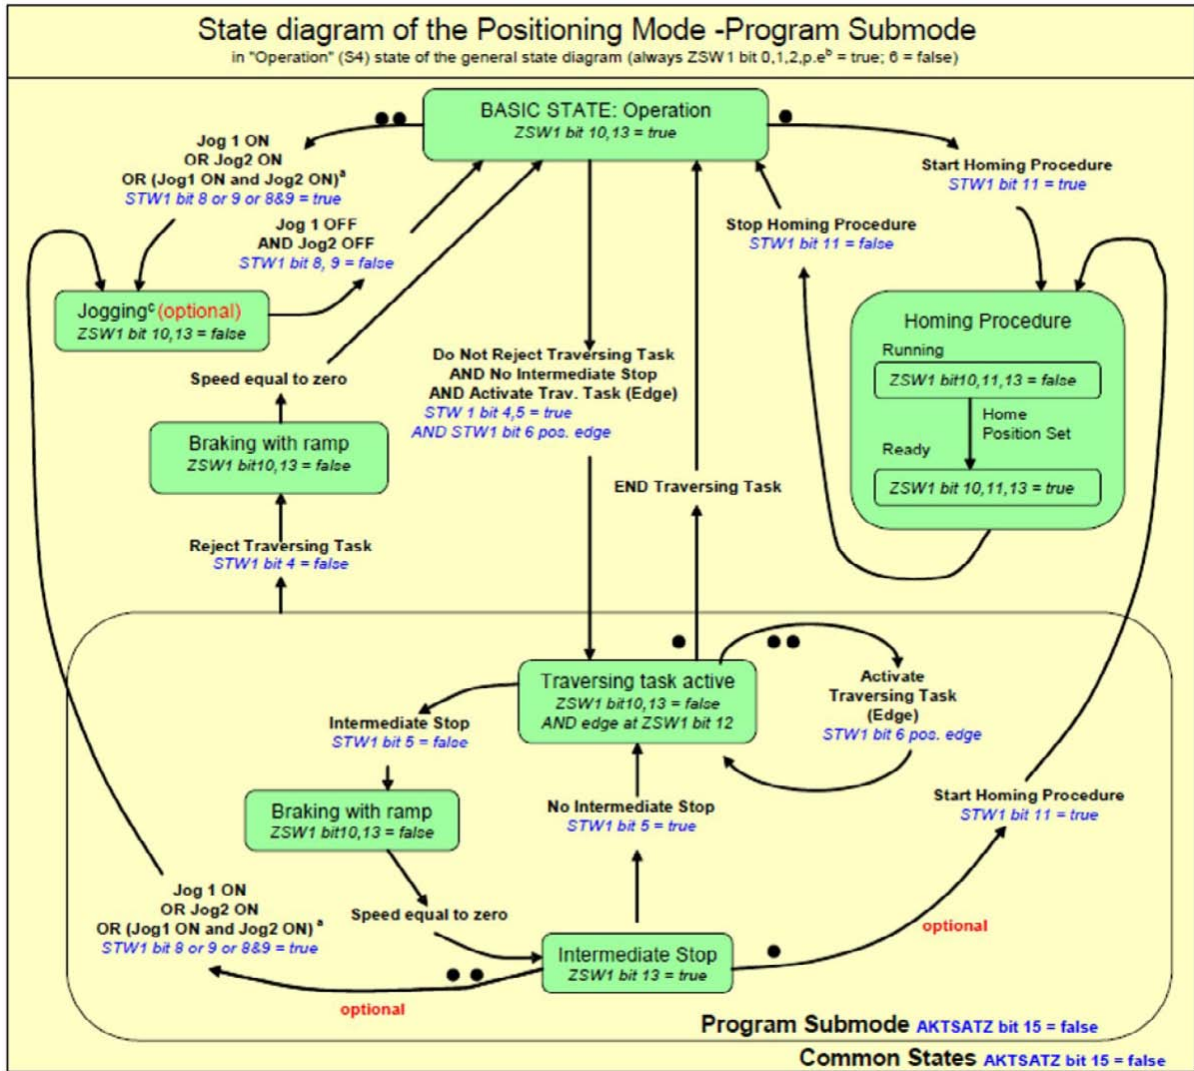 State diagram of the Positioning Mode -Program Submode
in "Operation" (S4) state of the general state diagram (always ZSW1 bit 0,1,2,p.eᵇ = true; 6 = false)
BASIC STATE: Operation
ZSW1 bit 10,13 = true
Jog 1 ON
OR Jog2 ON
OR (Jog1 ON and Jog2 ON)ᵃ
STW1 bit 8 or 9 or 8&9 = true
Jog 1 OFF
AND Jog2 OFF
STW1 bit 8, 9 = false
Joggingᶜ (optional)
ZSW1 bit 10,13 = false
Start Homing Procedure
STW1 bit 11 = true
Stop Homing Procedure
STW1 bit 11 = false
Homing Procedure
Running
ZSW1 bit10,11,13 = false
Home
Position Set
Ready
ZSW1 bit 10,11,13 = true
Speed equal to zero
Braking with ramp
ZSW1 bit10,13 = false
Reject Traversing Task
STW1 bit 4 = false
Do Not Reject Traversing Task
AND No Intermediate Stop
AND Activate Trav. Task (Edge)
STW 1 bit 4,5 = true
AND STW1 bit 6 pos. edge
END Traversing Task
Traversing task active
ZSW1 bit10,13 = false
AND edge at ZSW1 bit 12
Activate
Traversing Task
(Edge)
STW1 bit 6 pos. edge
Intermediate Stop
STW1 bit 5 = false
Braking with ramp
ZSW1 bit10,13 = false
No Intermediate Stop
STW1 bit 5 = true
Start Homing Procedure
STW1 bit 11 = true
Jog 1 ON
OR Jog2 ON
OR (Jog1 ON and Jog2 ON)ᵃ
STW1 bit 8 or 9 or 8&9 = true
Speed equal to zero
Intermediate Stop
ZSW1 bit 13 = true
optional
optional
Program Submode AKTSATZ bit 15 = false
Common States AKTSATZ bit 15 = false